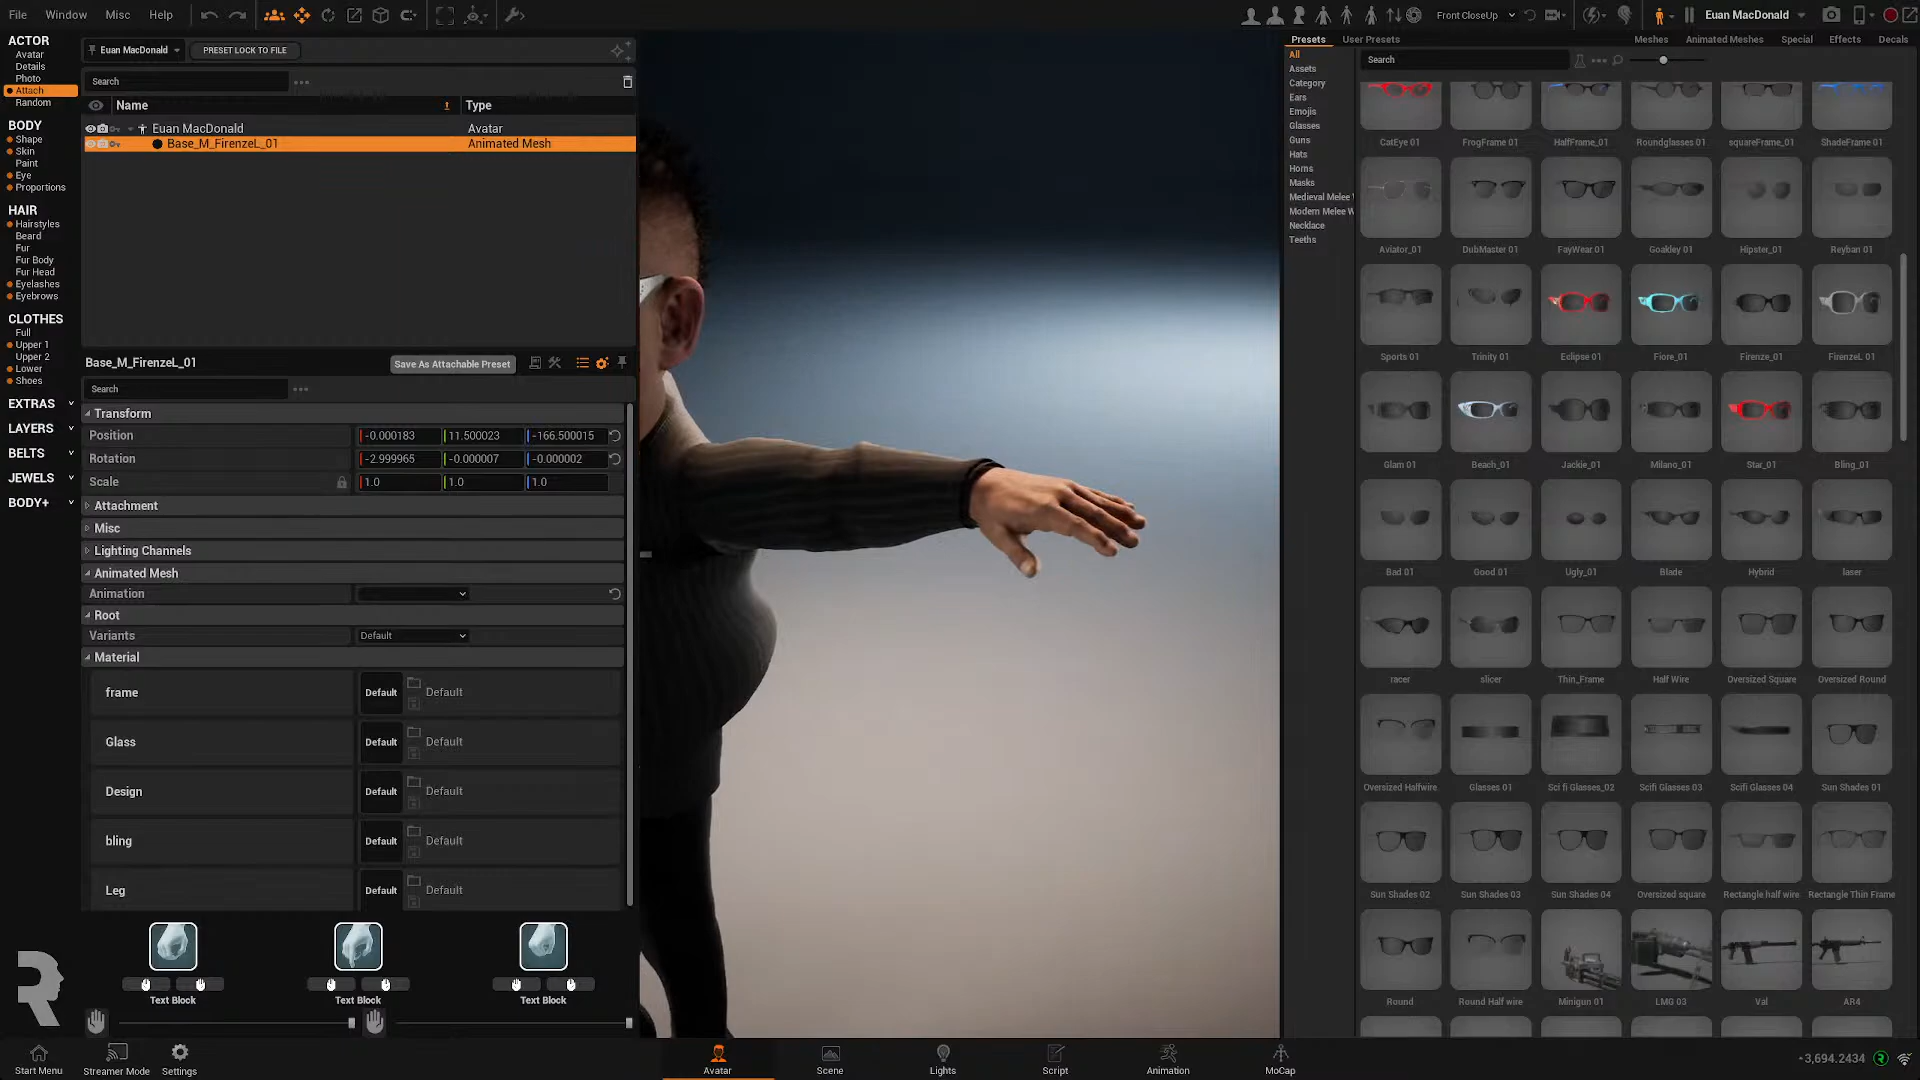 File Window Misc Help Front CloseUp Euan MacDonald
ACTOR
Avatar
Details
Photo
Attach
Random
BODY
Shape
Skin
Paint
Eye
Proportions
HAIR
Hairstyles
Beard
Fur
Fur Body
Fur Head
Eyelashes
Eyebrows
CLOTHES
Full
Upper 1
Upper 2
Lower
Shoes
EXTRAS
LAYERS
BELTS
JEWELS
BODY+
Euan MacDonald PRESET LOCK TO FILE
Search
Name Type
Euan MacDonald Avatar
Base_M_FirenzeL_01 Animated Mesh
Base_M_FirenzeL_01 Save As Attachable Preset
Search
Transform
Position -0.000183 11.500023 -166.500015
Rotation -2.999965 -0.000007 -0.000002
Scale 1.0 1.0 1.0
Attachment
Misc
Lighting Channels
Animated Mesh
Animation
Root
Variants Default
Material
frame Default Default
Glass Default Default
Design Default Default
bling Default Default
Leg Default Default
Text Block Text Block Text Block
Presets User Presets Meshes Animated Meshes Special Effects Decals
All
Assets
Category
Ears
Emojis
Glasses
Guns
Hats
Horns
Masks
Medieval Melee
Modern Melee W
Necklace
Teeths
Search
CatEye 01 FrogFrame 01 HalfFrame_01 Roundglasses 01 squareFrame_01 ShadeFrame 01
Aviator_01 DubMaster 01 FayWear 01 Goakley 01 Hipster_01 Reyban 01
Sports 01 Trinity 01 Eclipse 01 Fiore_01 Firenze_01 FirenzeL 01
Glam 01 Beach_01 Jackie_01 Milano_01 Star_01 Bling_01
Bad 01 Good 01 Ugly_01 Blade Hybrid laser
racer slicer Thin_Frame Half Wire Oversized Square Oversized Round
Oversized Halfwire Glasses 01 Sci fi Glasses_02 Scifi Glasses 03 Scifi Glasses 04 Sun Shades 01
Sun Shades 02 Sun Shades 03 Sun Shades 04 Oversized square Rectangle half wire Rectangle Thin Frame
Round Round Half wire Minigun 01 LMG 03 Val AR4
Start Menu Streamer Mode Settings Avatar Scene Lights Script Animation MoCap
3,694.2434